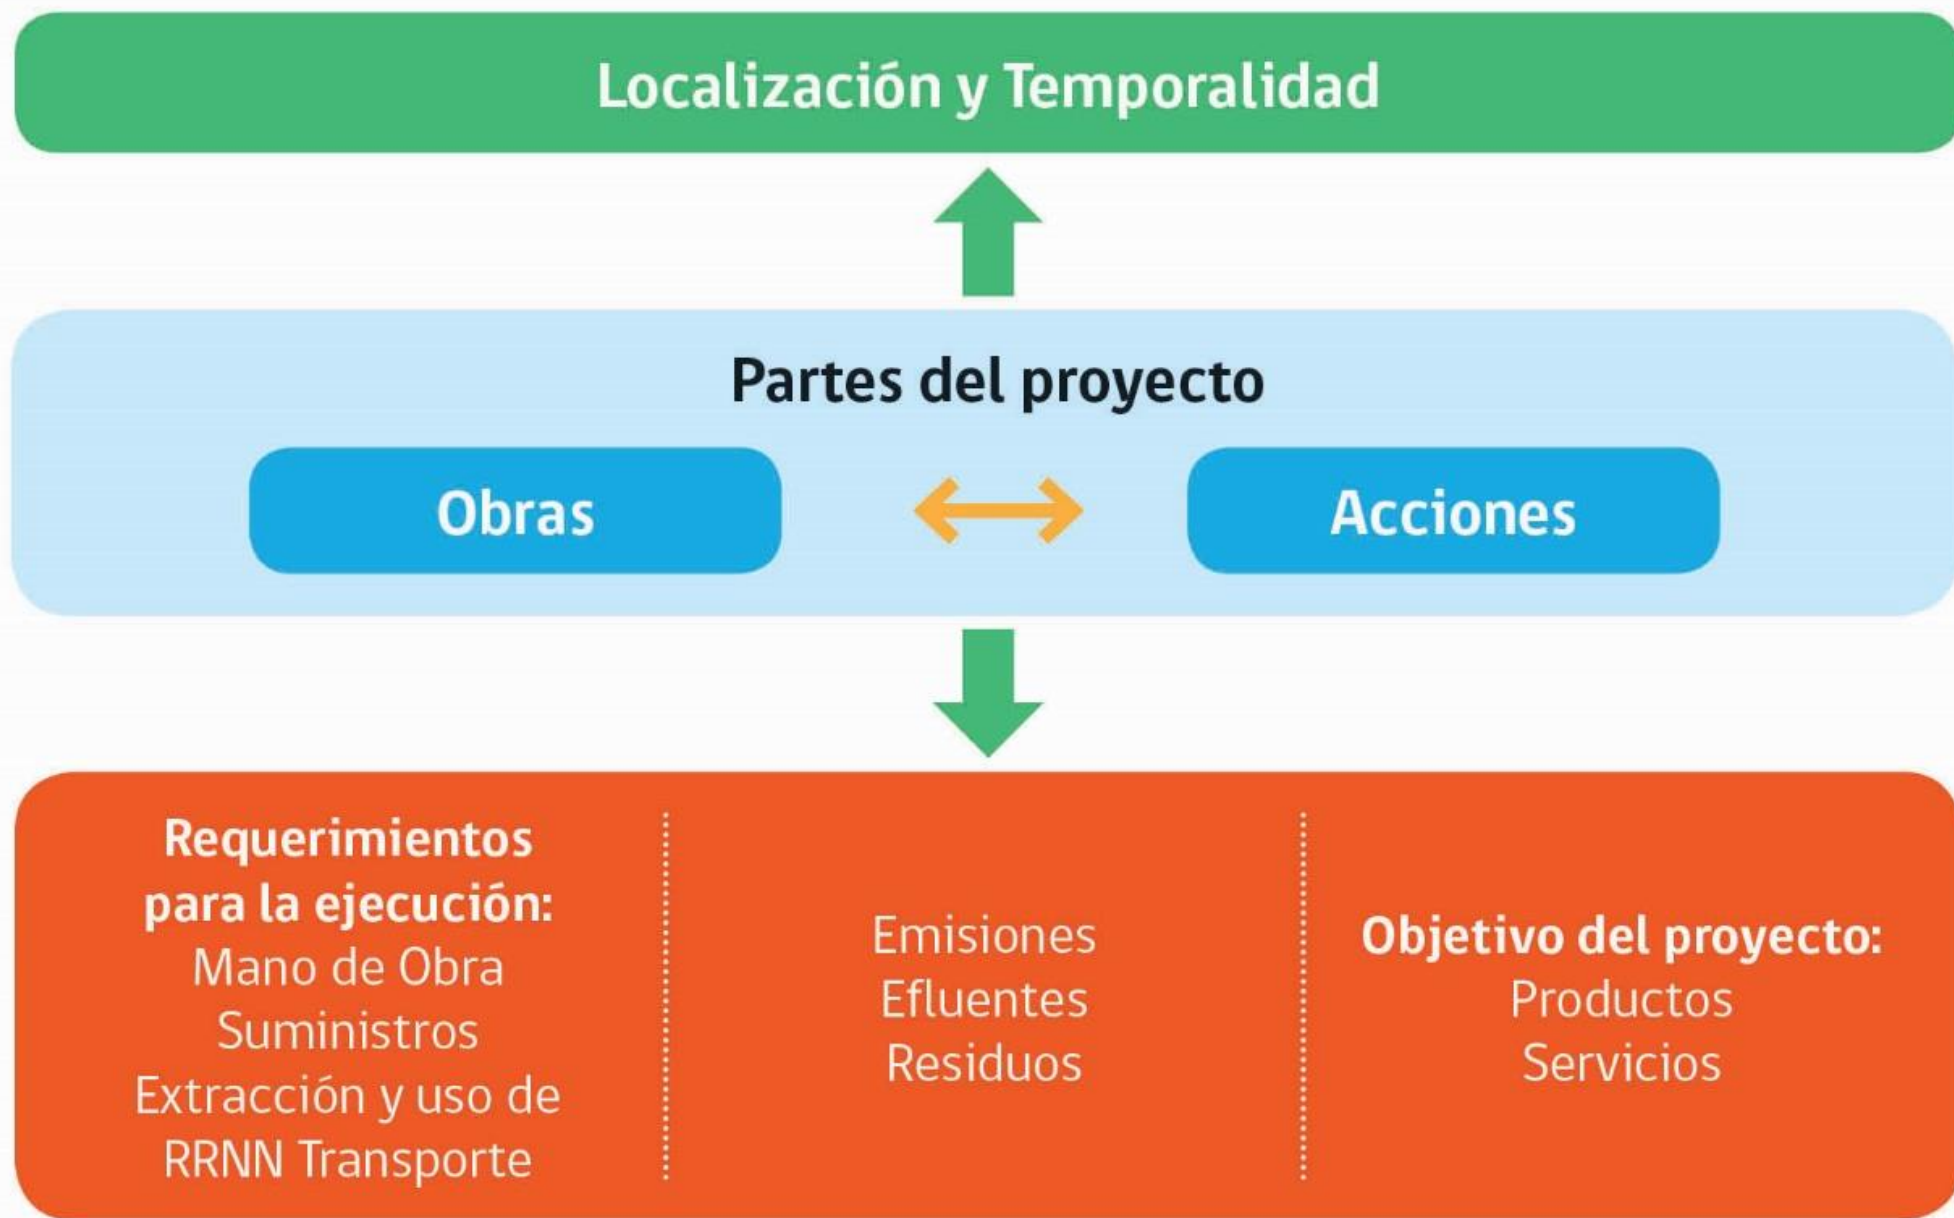 Localización y Temporalidad
Partes del proyecto
Obras
Acciones
Requerimientos
para la ejecución:
Mano de Obra
Suministros
Extracción y uso de
RRNN Transporte
Emisiones
Efluentes
Residuos
Objetivo del proyecto:
Productos
Servicios